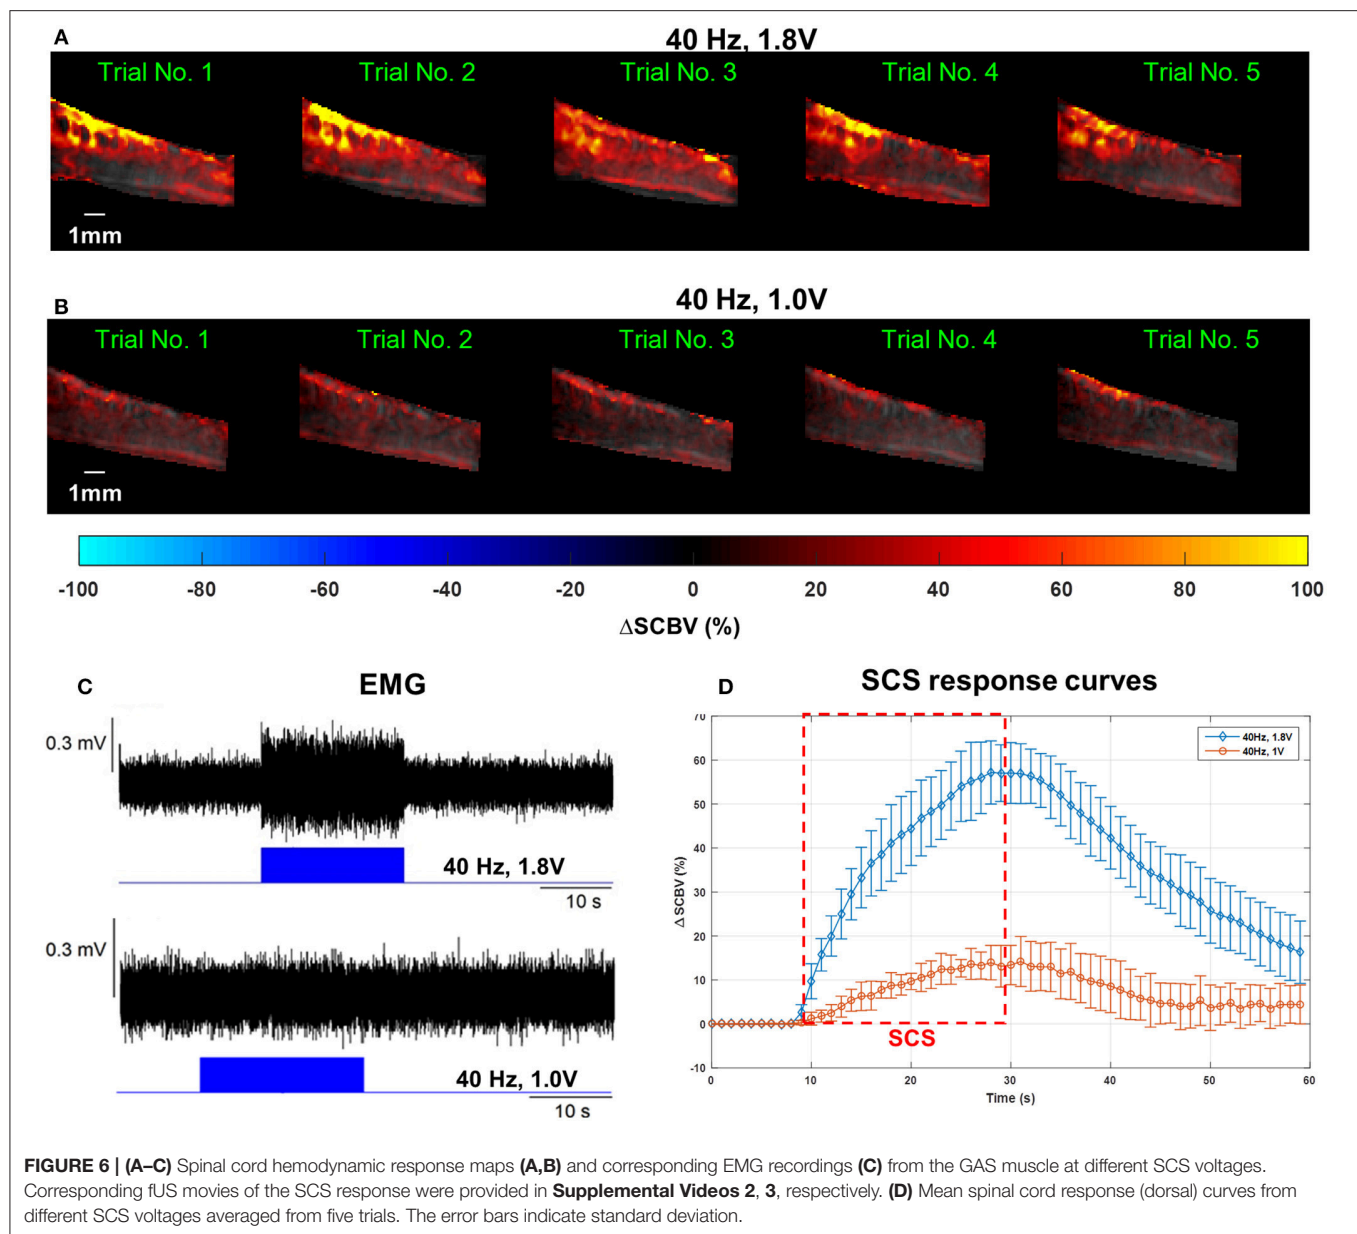 A
40 Hz, 1.8V
Trial No. 1
Trial No. 2
Trial No. 3
Trial No. 4
Trial No. 5
1mm
B
40 Hz, 1.0V
Trial No. 1
Trial No. 2
Trial No. 3
Trial No. 4
Trial No. 5
1mm
-100 -80 -60 -40 -20 0 20 40 60 80 100
ΔSCBV (%)
C
EMG
0.3 mV
40 Hz, 1.8V
10 s
0.3 mV
40 Hz, 1.0V
10 s
D
SCS response curves
70
60
50
40
30
20
10
0
-10
Δ SCBV (%)
40Hz, 1.8V
40Hz, 1V
SCS
0 10 20 30 40 50 60
Time (s)
FIGURE 6 | (A–C) Spinal cord hemodynamic response maps (A,B) and corresponding EMG recordings (C) from the GAS muscle at different SCS voltages.
Corresponding fUS movies of the SCS response were provided in Supplemental Videos 2, 3, respectively. (D) Mean spinal cord response (dorsal) curves from
different SCS voltages averaged from five trials. The error bars indicate standard deviation.